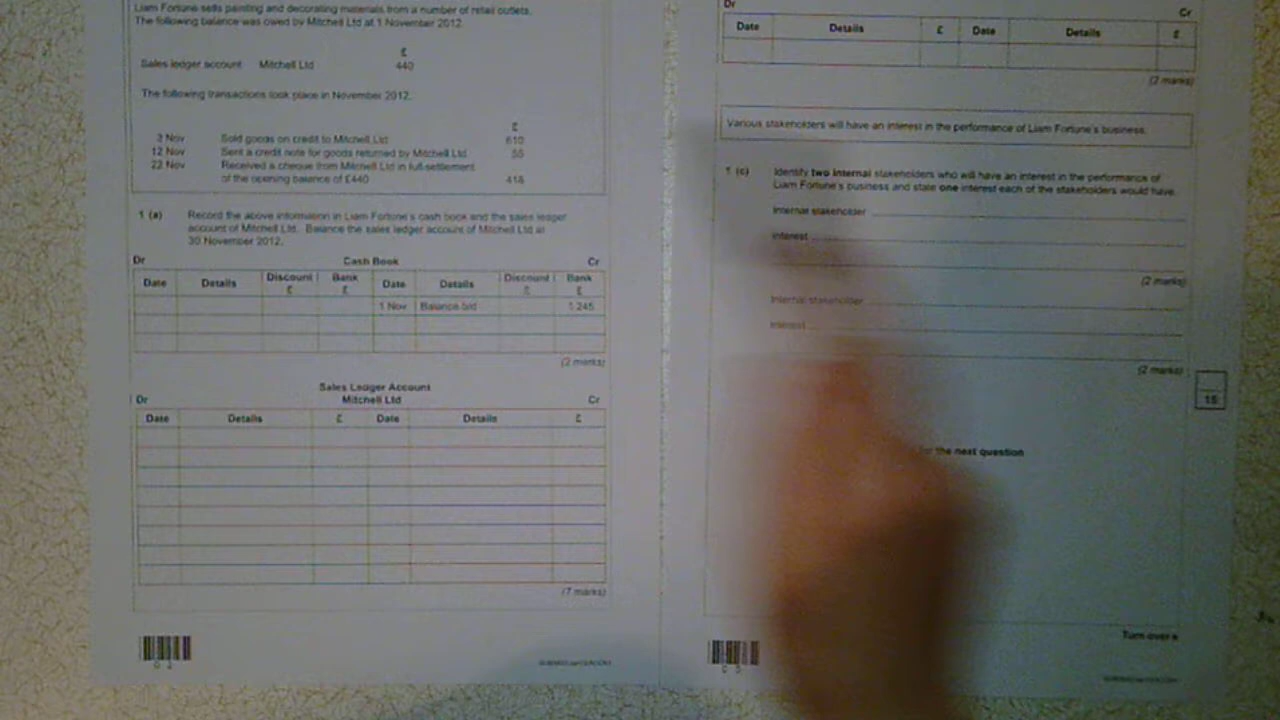 Liam Fortune sells painting and decorating materials from a number of retail outlets.
The following balance was owed by Mitchell Ltd at 1 November 2012.
£
Sales ledger account Mitchell Ltd 440
The following transactions took place in November 2012.
£
3 Nov Sold goods on credit to Mitchell Ltd 610
12 Nov Sent a credit note for goods returned by Mitchell Ltd 55
22 Nov Received a cheque from Mitchell Ltd in full settlement
of the opening balance of £440 418
1 (a) Record the above information in Liam Fortune's cash book and the sales ledger
account of Mitchell Ltd. Balance the sales ledger account of Mitchell Ltd at
30 November 2012.
Dr Cash Book Cr
Date Details Discount £ Bank £ Date Details Discount £ Bank £
1 Nov Balance b/d 1 245
(2 marks)
Sales Ledger Account
Dr Mitchell Ltd Cr
Date Details £ Date Details £
(7 marks)
0 2
Dr Cr
Date Details £ Date Details £
(2 marks)
Various stakeholders will have an interest in the performance of Liam Fortune's business.
1 (c) Identify two internal stakeholders who will have an interest in the performance of
Liam Fortune's business and state one interest each of the stakeholders would have.
Internal stakeholder
Interest
(2 marks)
Internal stakeholder
Interest
(2 marks)
15
the next question
Turn over
0 3